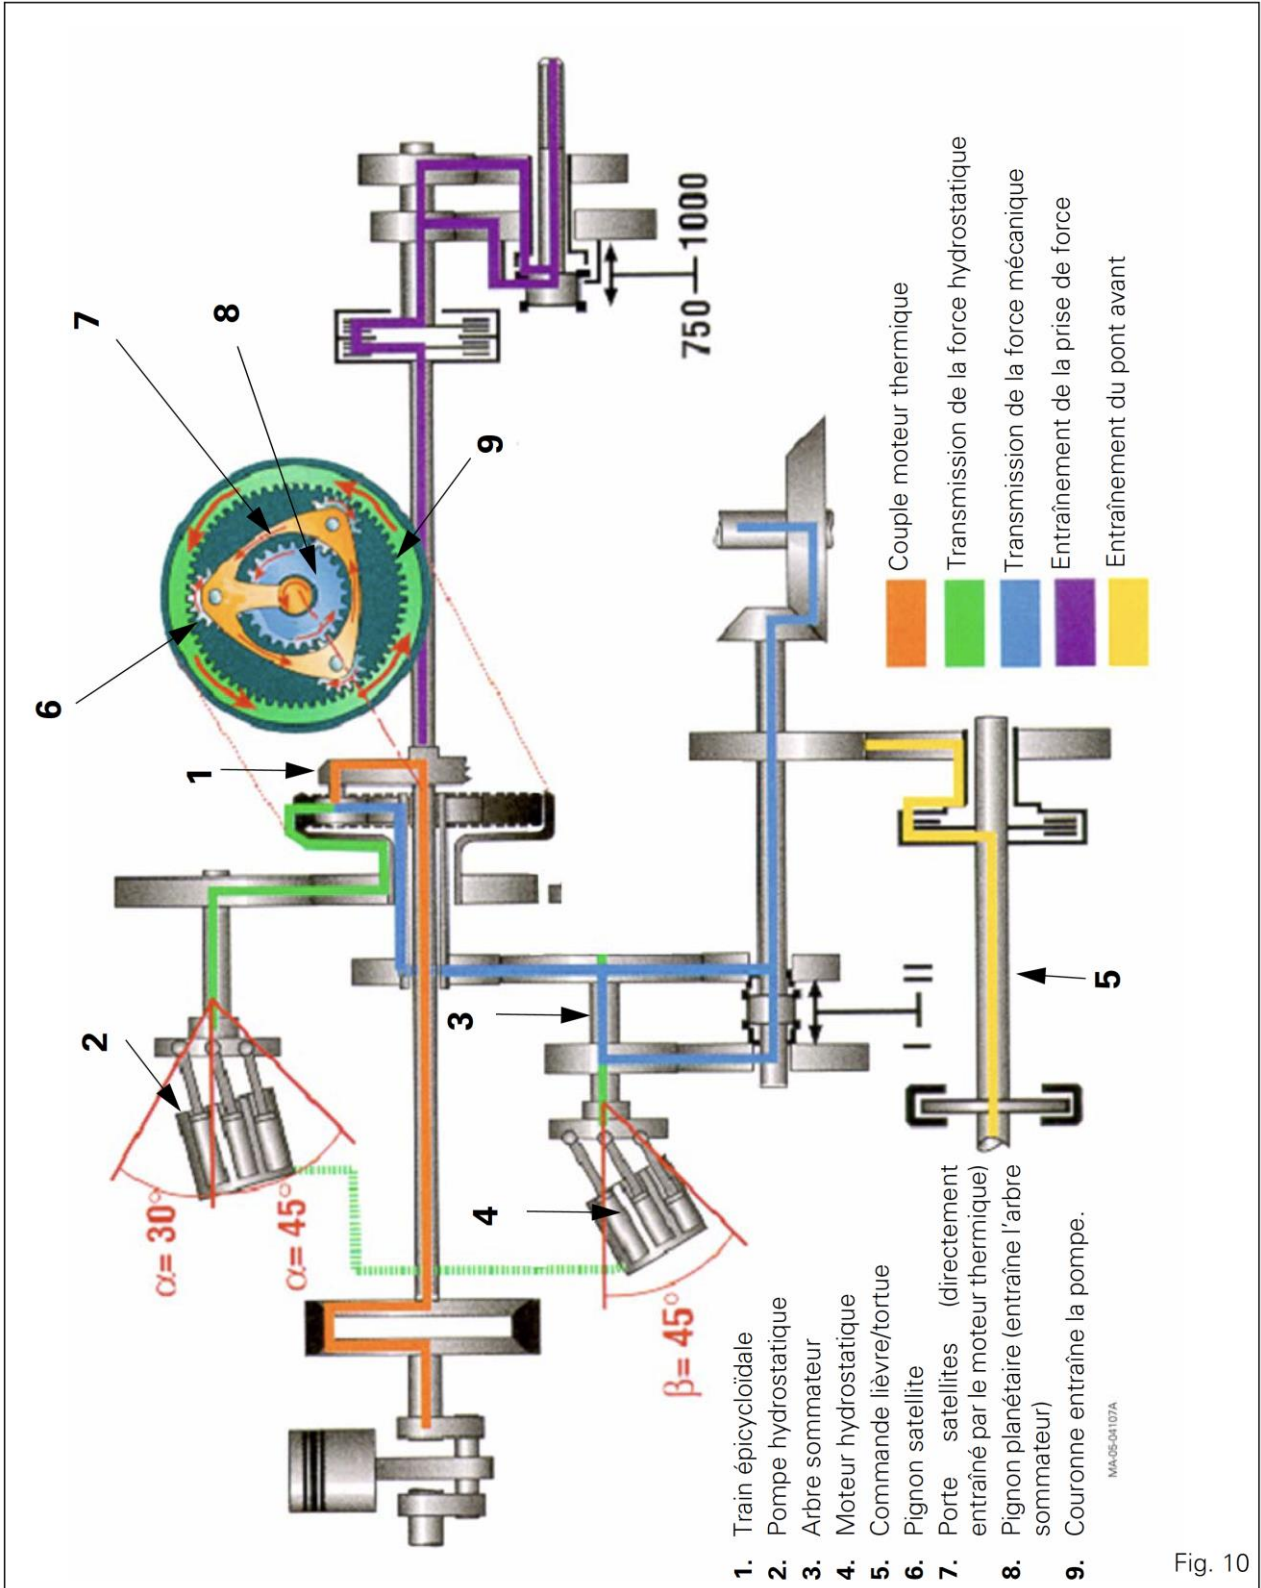 1
2
3
4
5
6
7
8
9
α= 30°
α= 45°
β= 45°
750
1000
I
II
Couple moteur thermique
Transmission de la force hydrostatique
Transmission de la force mécanique
Entraînement de la prise de force
Entraînement du pont avant
1. Train épicycloïdale
2. Pompe hydrostatique
3. Arbre sommateur
4. Moteur hydrostatique
5. Commande lièvre/tortue
6. Pignon satellite
7. Porte satellites (directement
entraîné par le moteur thermique)
8. Pignon planétaire (entraîne l'arbre
sommateur)
9. Couronne entraîne la pompe.
MA-05-04107A
Fig. 10